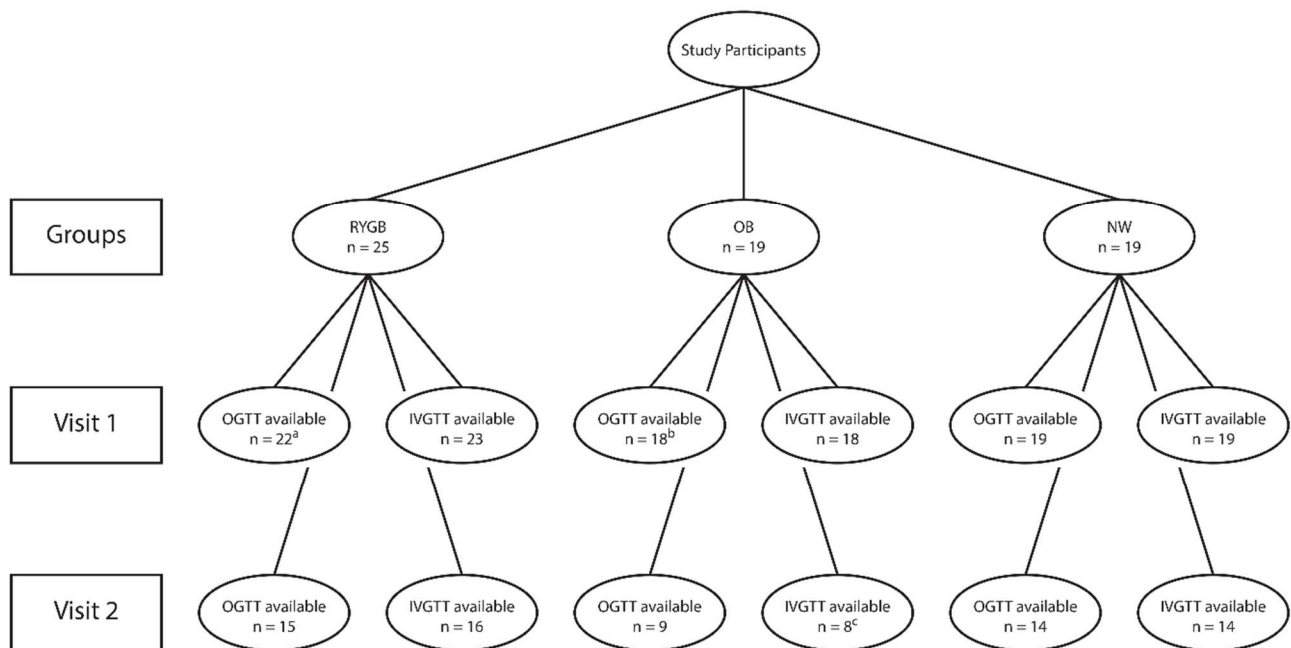 Study Participants
Groups
RYGB
n = 25
OB
n = 19
NW
n = 19
Visit 1
OGTT available
n = 22ᵃ
IVGTT available
n = 23
OGTT available
n = 18ᵇ
IVGTT available
n = 18
OGTT available
n = 19
IVGTT available
n = 19
Visit 2
OGTT available
n = 15
IVGTT available
n = 16
OGTT available
n = 9
IVGTT available
n = 8ᶜ
OGTT available
n = 14
IVGTT available
n = 14